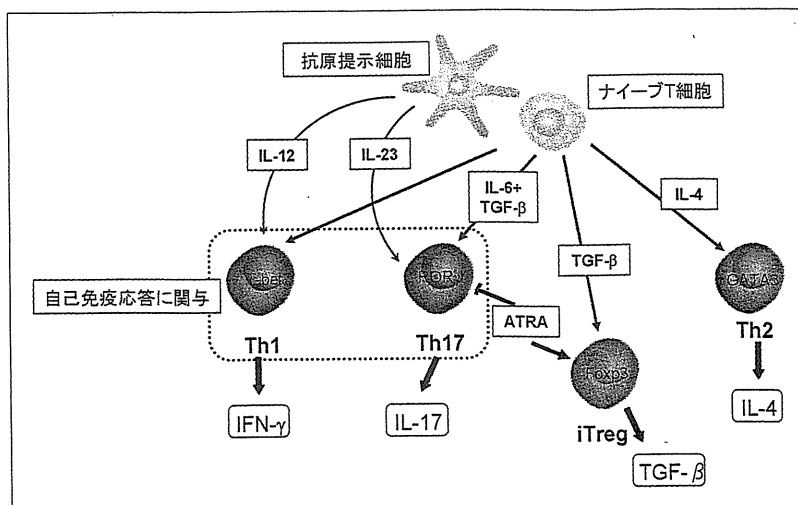 抗原提示細胞
ナイーブT細胞
IL-12
IL-23
IL-6+
TGF-β
IL-4
TGF-β
自己免疫応答に関与
Foxp3
GATA3
ATRA
Th1
Th17
Th2
iTreg
IFN-γ
IL-17
IL-4
TGF-β